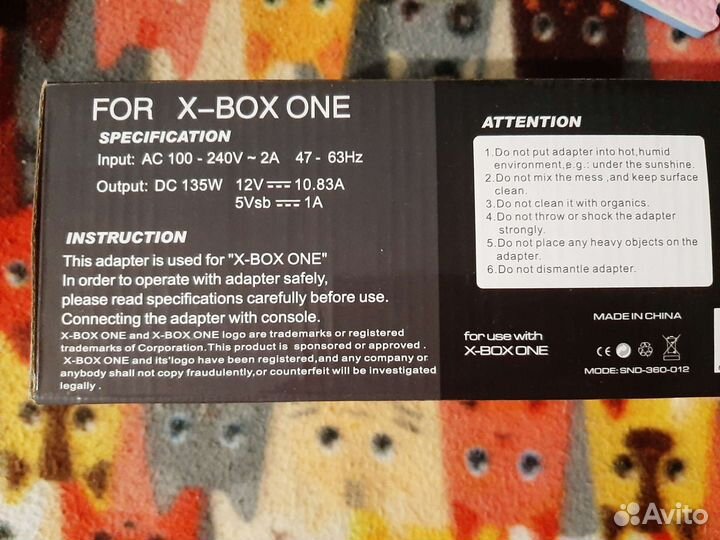 FOR X-BOX ONE
SPECIFICATION
Input: AC 100 - 240V ~ 2A 47 - 63Hz
Output: DC 135W 12V⎓10.83A
5Vsb⎓1A
INSTRUCTION
This adapter is used for "X-BOX ONE"
In order to operate with adapter safely,
please read specifications carefully before use.
Connecting the adapter with console.
X-BOX ONE and X-BOX ONE logo are trademarks or registered
trademarks of Corporation.This product is sponsored or approved .
X-BOX ONE and its'logo have been registered,and any company or
anybody shall not copy fraudulently,or counterfeit will be investigated
legally .
ATTENTION
1.Do not put adapter into hot,humid
environment,e.g.: under the sunshine.
2.Do not mix the mess ,and keep surface
clean.
3.Do not clean it with organics.
4.Do not throw or shock the adapter
strongly.
5.Do not place any heavy objects on the
adapter.
6.Do not dismantle adapter.
MADE IN CHINA
for use with
X-BOX ONE
CE
MODE: SND-360-012
Avito